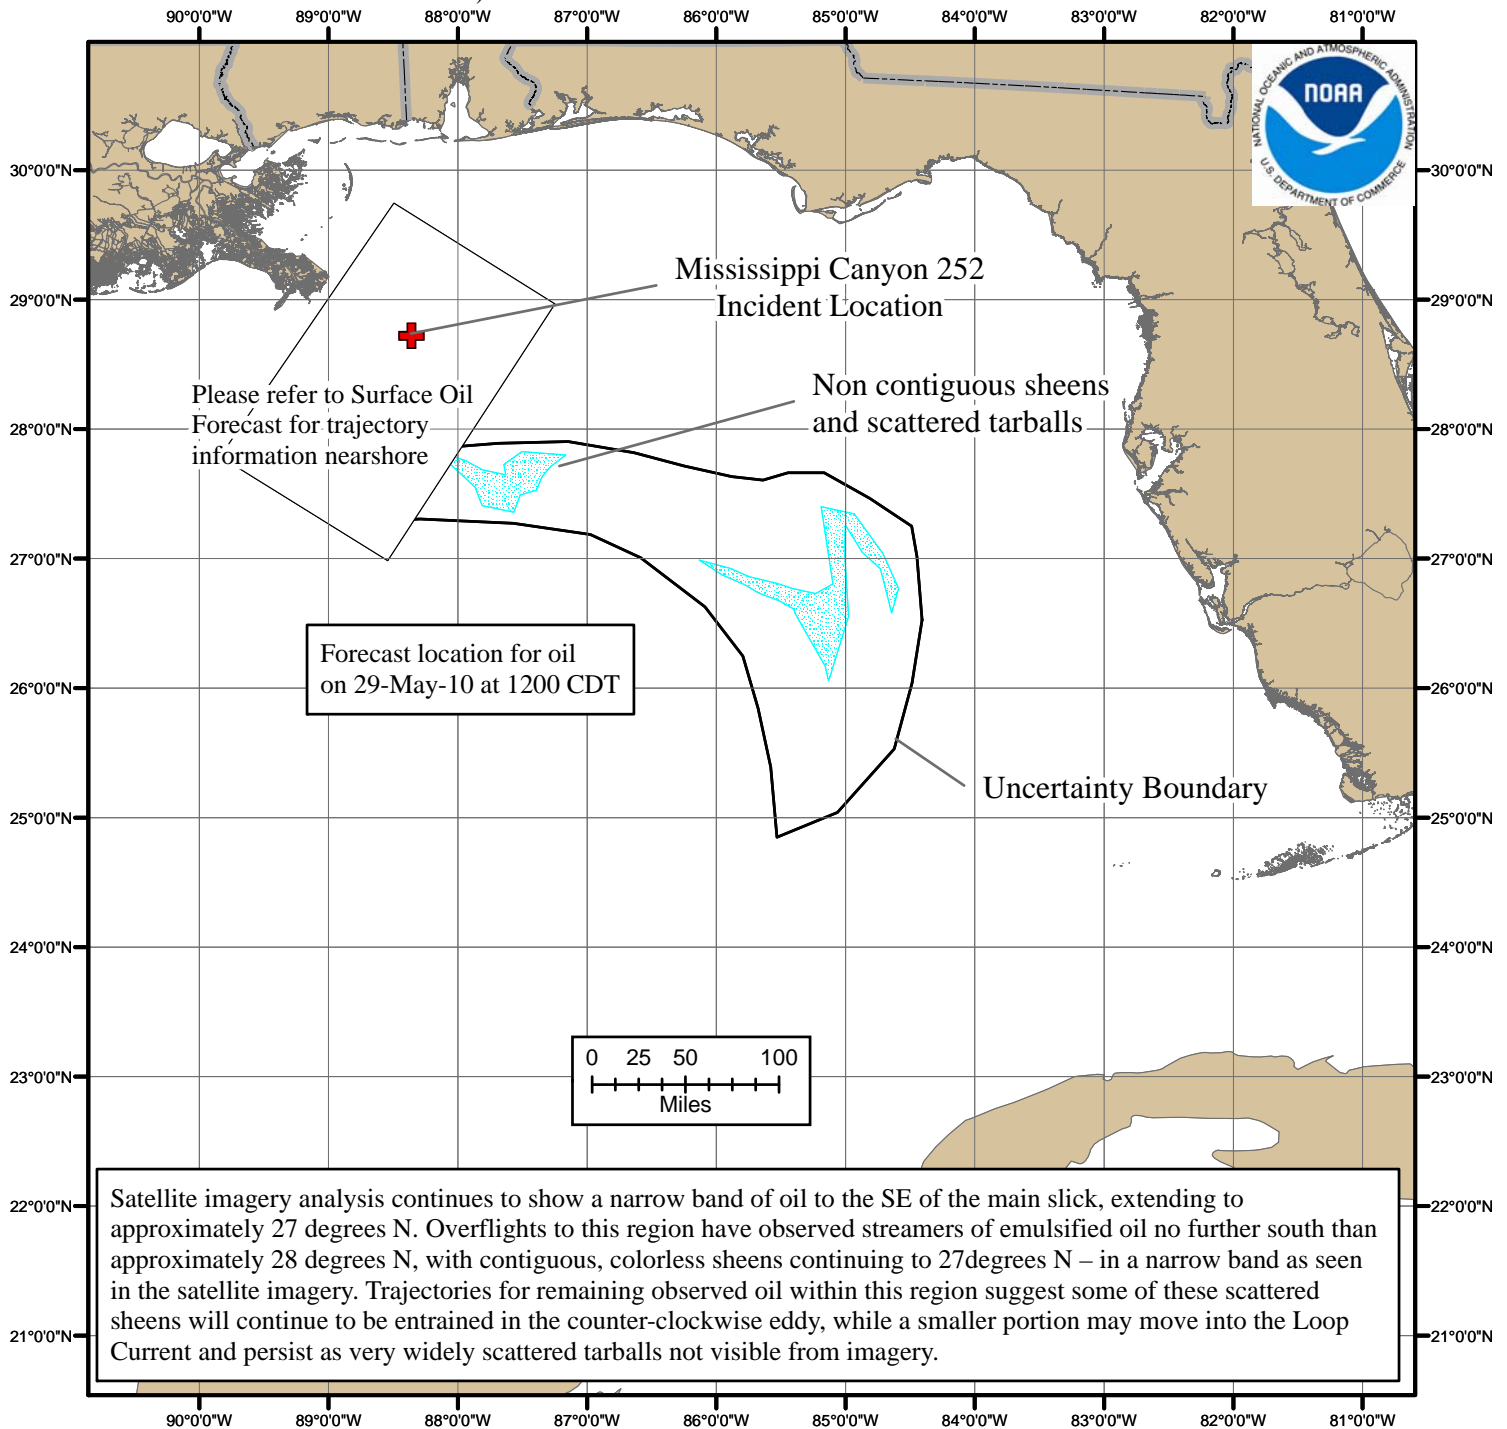 90°0'0"W 89°0'0"W 88°0'0"W 87°0'0"W 86°0'0"W 85°0'0"W 84°0'0"W 83°0'0"W 82°0'0"W 81°0'0"W
NATIONAL OCEANIC AND ATMOSPHERIC ADMINISTRATION
NOAA
U.S. DEPARTMENT OF COMMERCE
30°0'0"N 30°0'0"N
Mississippi Canyon 252
Incident Location
29°0'0"N 29°0'0"N
Please refer to Surface Oil
Forecast for trajectory
information nearshore
Non contiguous sheens
and scattered tarballs
28°0'0"N 28°0'0"N
27°0'0"N 27°0'0"N
Forecast location for oil
on 29-May-10 at 1200 CDT
26°0'0"N 26°0'0"N
Uncertainty Boundary
25°0'0"N 25°0'0"N
24°0'0"N 24°0'0"N
0 25 50 100
Miles
23°0'0"N 23°0'0"N
22°0'0"N 22°0'0"N
21°0'0"N 21°0'0"N
Satellite imagery analysis continues to show a narrow band of oil to the SE of the main slick, extending to
approximately 27 degrees N. Overflights to this region have observed streamers of emulsified oil no further south than
approximately 28 degrees N, with contiguous, colorless sheens continuing to 27degrees N – in a narrow band as seen
in the satellite imagery. Trajectories for remaining observed oil within this region suggest some of these scattered
sheens will continue to be entrained in the counter-clockwise eddy, while a smaller portion may move into the Loop
Current and persist as very widely scattered tarballs not visible from imagery.
90°0'0"W 89°0'0"W 88°0'0"W 87°0'0"W 86°0'0"W 85°0'0"W 84°0'0"W 83°0'0"W 82°0'0"W 81°0'0"W